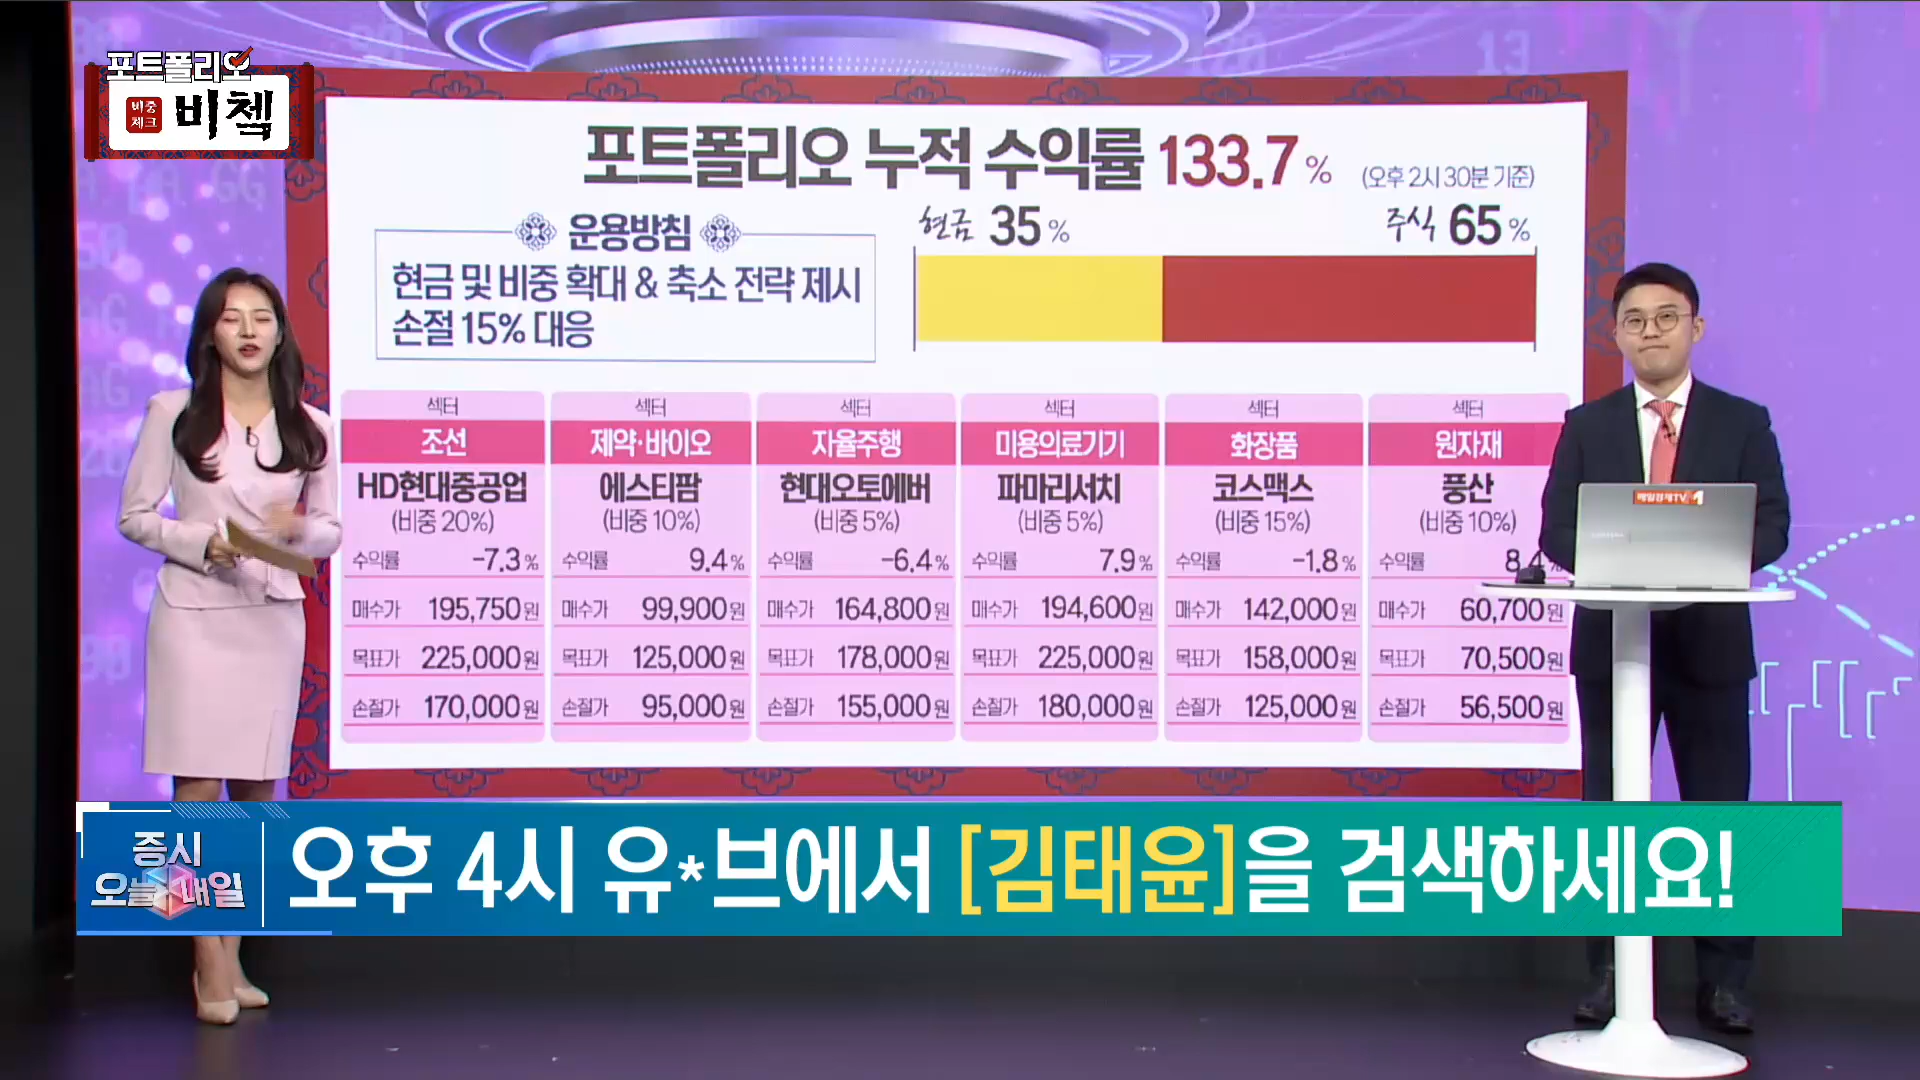 포트폴리오
비중
체크
비첵
포트폴리오 누적 수익률 133.7% (오후 2시 30분 기준)
운용방침
현금 및 비중 확대 & 축소 전략 제시
손절 15% 대응
현금 35% 주식 65%
섹터 섹터 섹터 섹터 섹터 섹터
조선 제약·바이오 자율주행 미용의료기기 화장품 원자재
HD현대중공업 에스티팜 현대오토에버 파마리서치 코스맥스 풍산
(비중 20%) (비중 10%) (비중 5%) (비중 5%) (비중 15%) (비중 10%)
수익률 -7.3% 수익률 9.4% 수익률 -6.4% 수익률 7.9% 수익률 -1.8% 수익률 8.4%
매수가 195,750원 매수가 99,900원 매수가 164,800원 매수가 194,600원 매수가 142,000원 매수가 60,700원
목표가 225,000원 목표가 125,000원 목표가 178,000원 목표가 225,000원 목표가 158,000원 목표가 70,500원
손절가 170,000원 손절가 95,000원 손절가 155,000원 손절가 180,000원 손절가 125,000원 손절가 56,500원
매일경제TV
증시
오늘 매일
오후 4시 유*브에서 [김태윤]을 검색하세요!